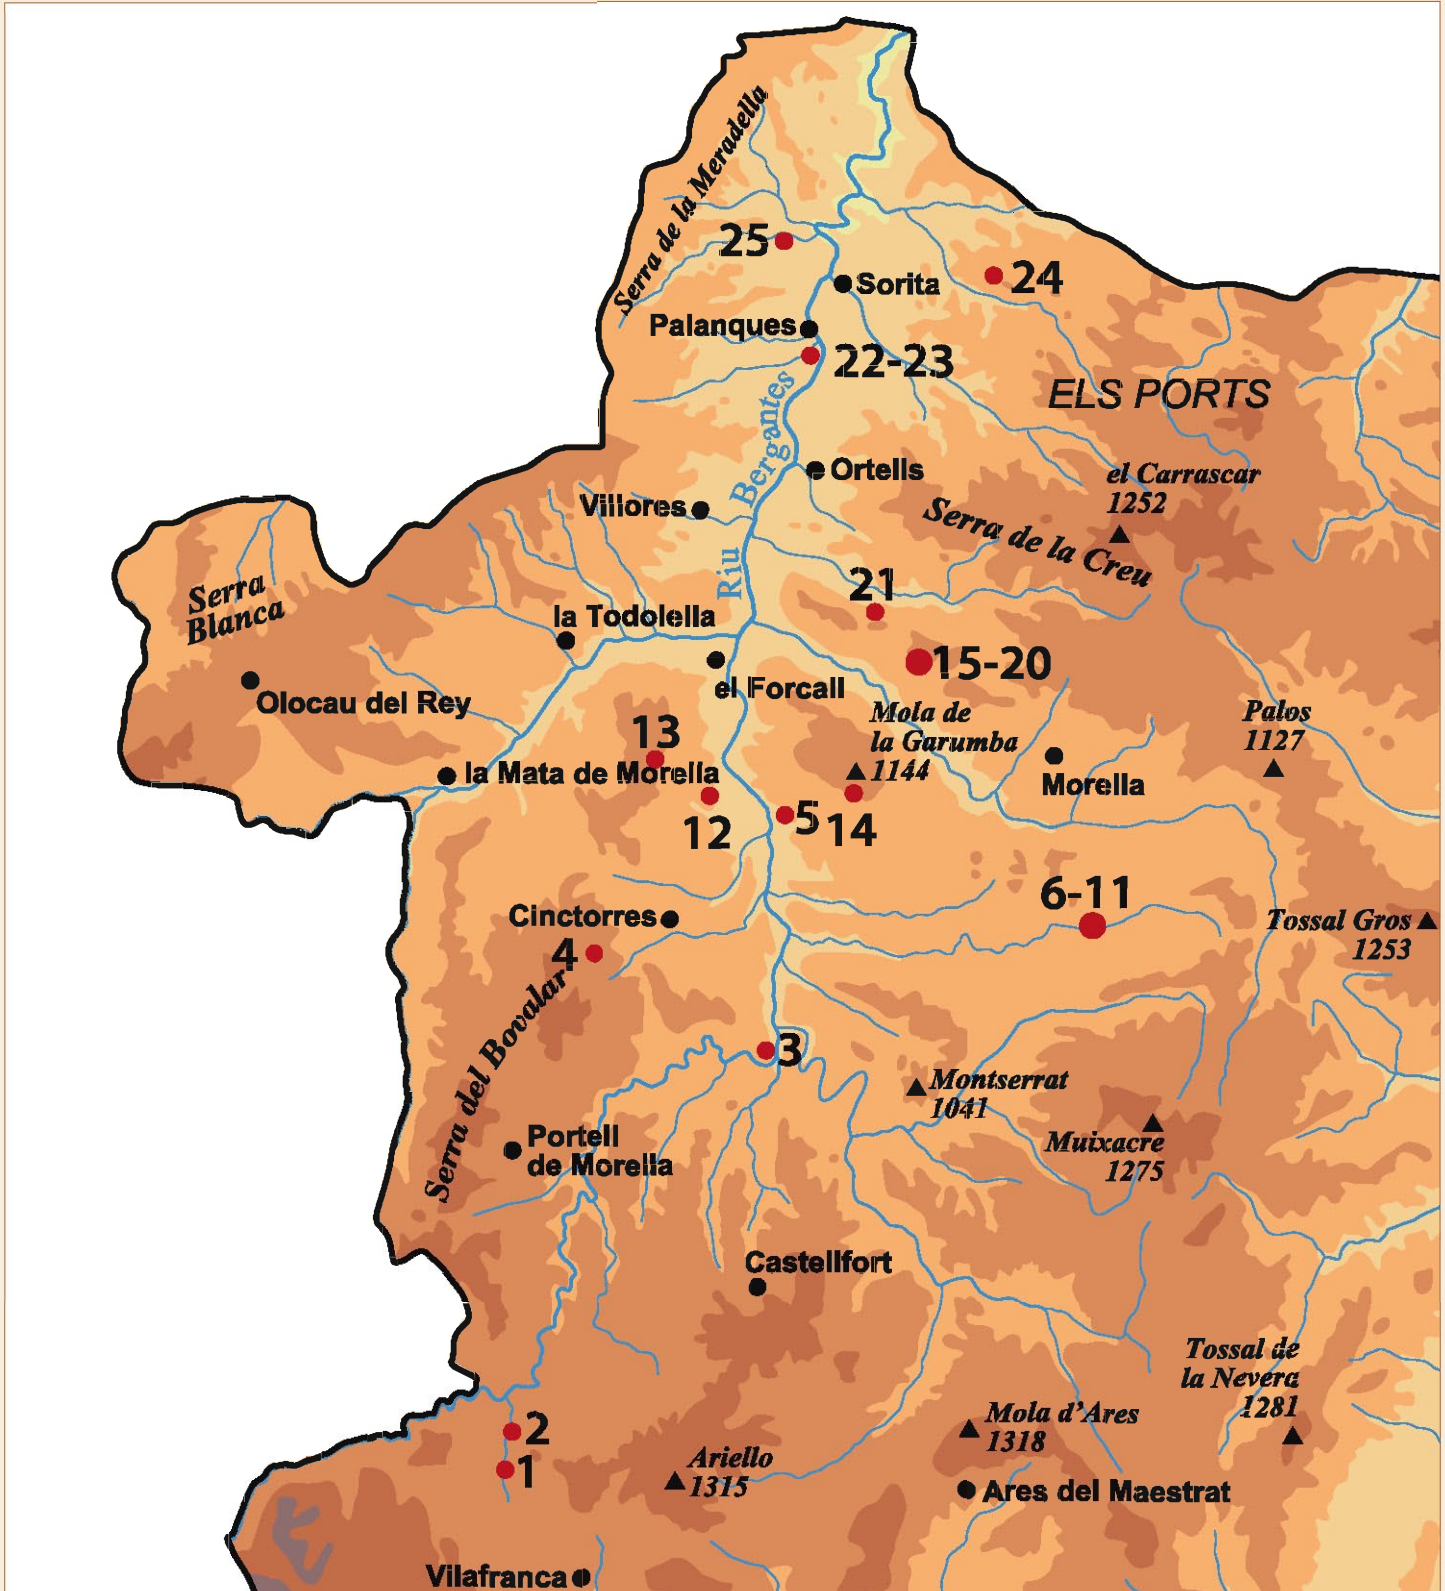 Serra de la Meradella
25
Sorita
24
Palanques
22-23
ELS PORTS
Riu Bergantes
Ortells
el Carrascar
1252
Villores
Serra de la Creu
Serra
Blanca
21
la Todolella
15-20
el Forcall
Olocau del Rey
Mola de
la Garumba
1144
Palos
1127
13
la Mata de Morella
Morella
12
5
14
6-11
Cinctorres
Tossal Gros
1253
4
Serra del Bovalar
3
Montserrat
1041
Muixacre
1275
Portell
de Morella
Castellfort
Tossal de
la Nevera
1281
Mola d'Ares
1318
2
Ariello
1315
1
Ares del Maestrat
Vilafranca